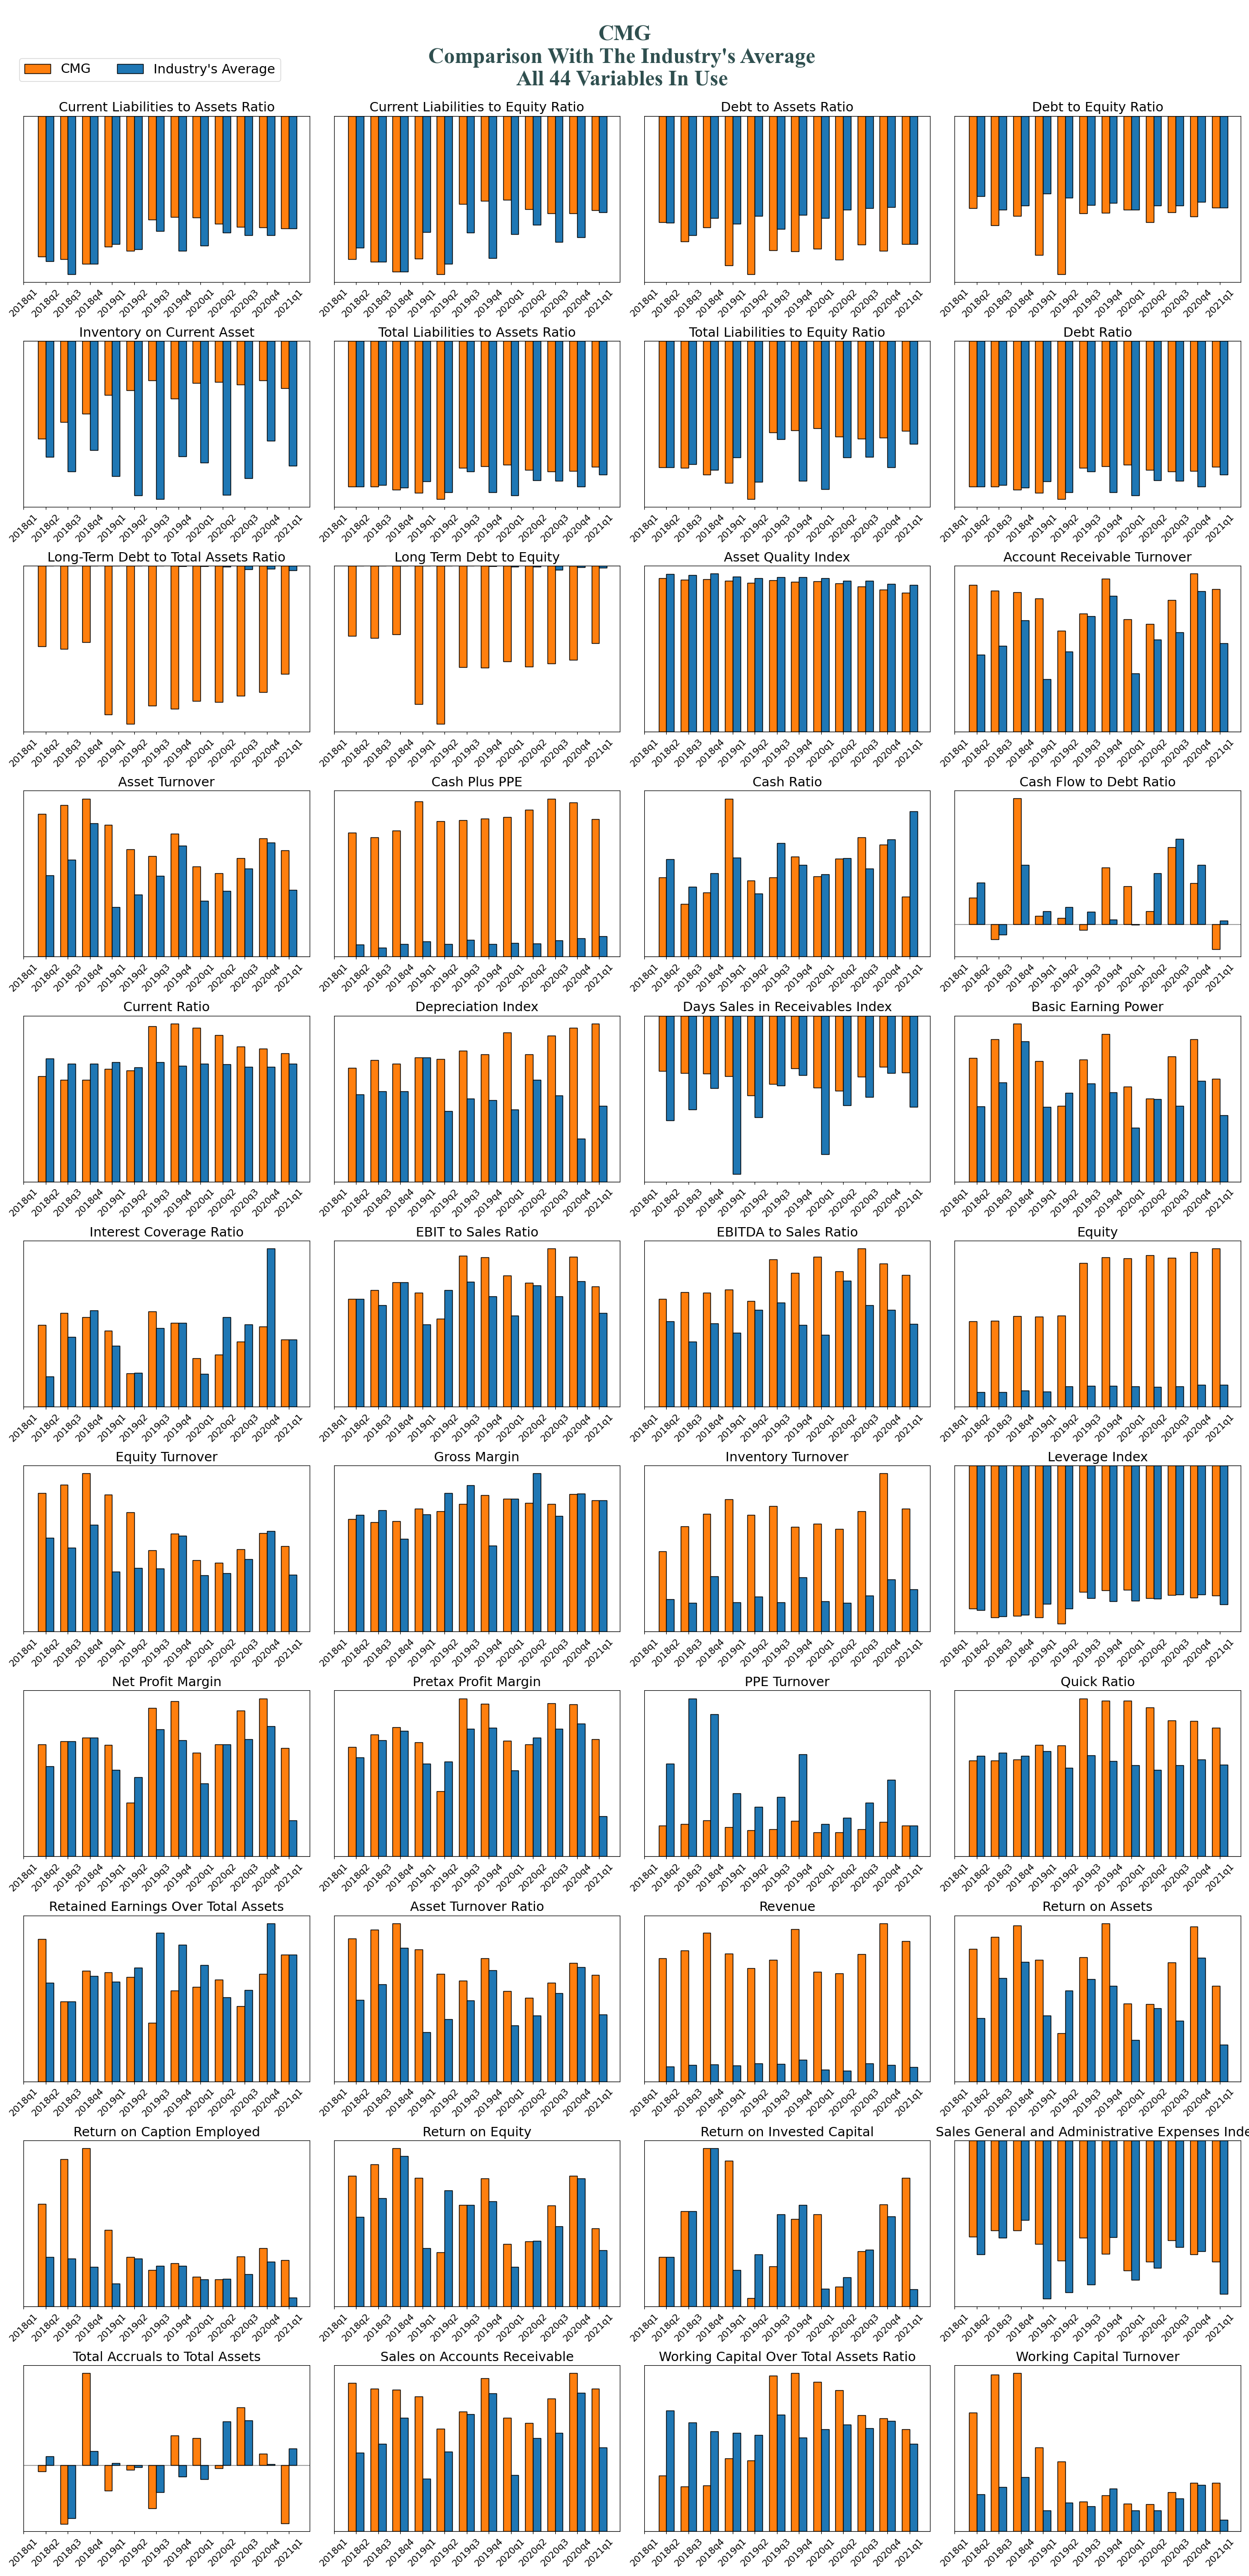 CMG
Comparison With The Industry's Average
All 44 Variables In Use
CMG
Industry's Average
Current Liabilities to Assets Ratio
Current Liabilities to Equity Ratio
Debt to Assets Ratio
Debt to Equity Ratio
2018q1 2018q2 2018q3 2018q4 2019q1 2019q2 2019q3 2019q4 2020q1 2020q2 2020q3 2020q4 2021q1
Inventory on Current Asset
Total Liabilities to Assets Ratio
Total Liabilities to Equity Ratio
Debt Ratio
Long-Term Debt to Total Assets Ratio
Long Term Debt to Equity
Asset Quality Index
Account Receivable Turnover
Asset Turnover
Cash Plus PPE
Cash Ratio
Cash Flow to Debt Ratio
Current Ratio
Depreciation Index
Days Sales in Receivables Index
Basic Earning Power
Interest Coverage Ratio
EBIT to Sales Ratio
EBITDA to Sales Ratio
Equity
Equity Turnover
Gross Margin
Inventory Turnover
Leverage Index
Net Profit Margin
Pretax Profit Margin
PPE Turnover
Quick Ratio
Retained Earnings Over Total Assets
Asset Turnover Ratio
Revenue
Return on Assets
Return on Caption Employed
Return on Equity
Return on Invested Capital
Sales General and Administrative Expenses Inde
Total Accruals to Total Assets
Sales on Accounts Receivable
Working Capital Over Total Assets Ratio
Working Capital Turnover